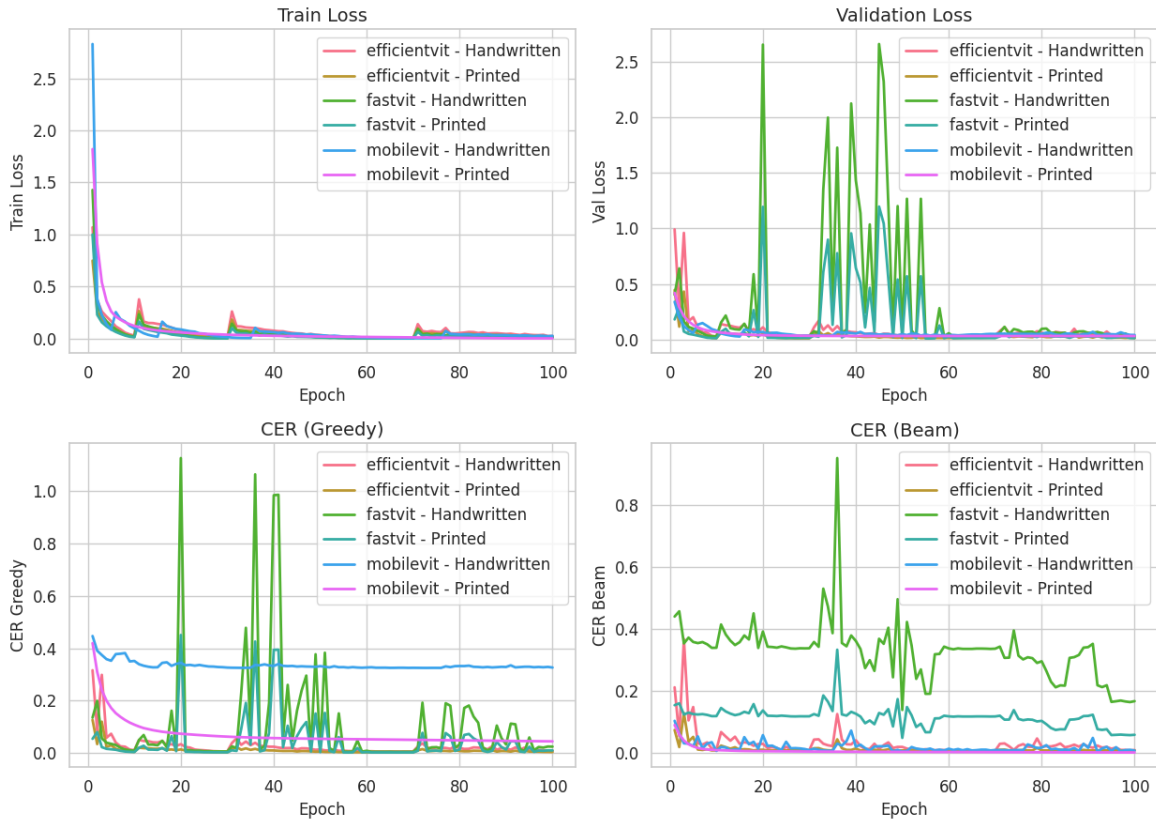 Train Loss
Train Loss
2.5
2.0
1.5
1.0
0.5
0.0
0 20 40 60 80 100
Epoch
efficientvit - Handwritten
efficientvit - Printed
fastvit - Handwritten
fastvit - Printed
mobilevit - Handwritten
mobilevit - Printed
Validation Loss
Val Loss
2.5
2.0
1.5
1.0
0.5
0.0
0 20 40 60 80 100
Epoch
efficientvit - Handwritten
efficientvit - Printed
fastvit - Handwritten
fastvit - Printed
mobilevit - Handwritten
mobilevit - Printed
CER (Greedy)
CER Greedy
1.0
0.8
0.6
0.4
0.2
0.0
0 20 40 60 80 100
Epoch
efficientvit - Handwritten
efficientvit - Printed
fastvit - Handwritten
fastvit - Printed
mobilevit - Handwritten
mobilevit - Printed
CER (Beam)
CER Beam
0.8
0.6
0.4
0.2
0.0
0 20 40 60 80 100
Epoch
efficientvit - Handwritten
efficientvit - Printed
fastvit - Handwritten
fastvit - Printed
mobilevit - Handwritten
mobilevit - Printed